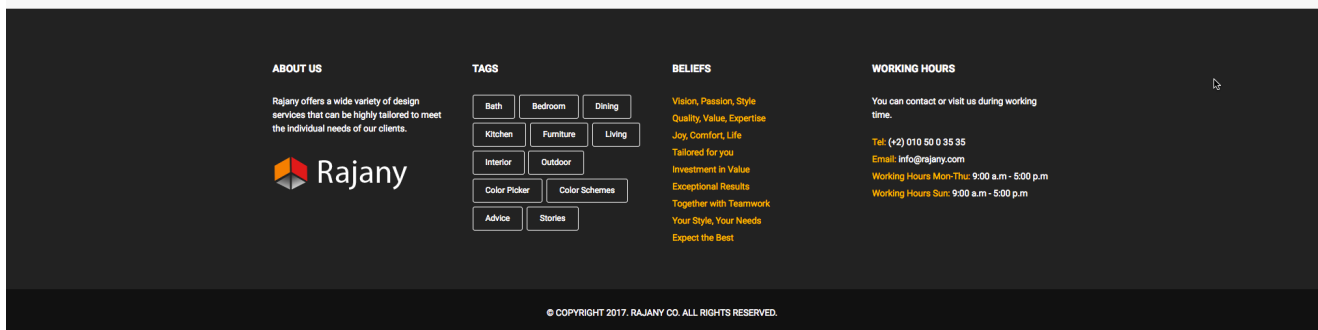 ABOUT US
Rajany offers a wide variety of design
services that can be highly tailored to meet
the individual needs of our clients.
Rajany
TAGS
Bath Bedroom Dining
Kitchen Furniture Living
Interior Outdoor
Color Picker Color Schemes
Advice Stories
BELIEFS
Vision, Passion, Style
Quality, Value, Expertise
Joy, Comfort, Life
Tailored for you
Investment in Value
Exceptional Results
Together with Teamwork
Your Style, Your Needs
Expect the Best
WORKING HOURS
You can contact or visit us during working
time.
Tel: (+2) 010 50 0 35 35
Email: info@rajany.com
Working Hours Mon-Thu: 9:00 a.m - 5:00 p.m
Working Hours Sun: 9:00 a.m - 5:00 p.m
© COPYRIGHT 2017. RAJANY CO. ALL RIGHTS RESERVED.